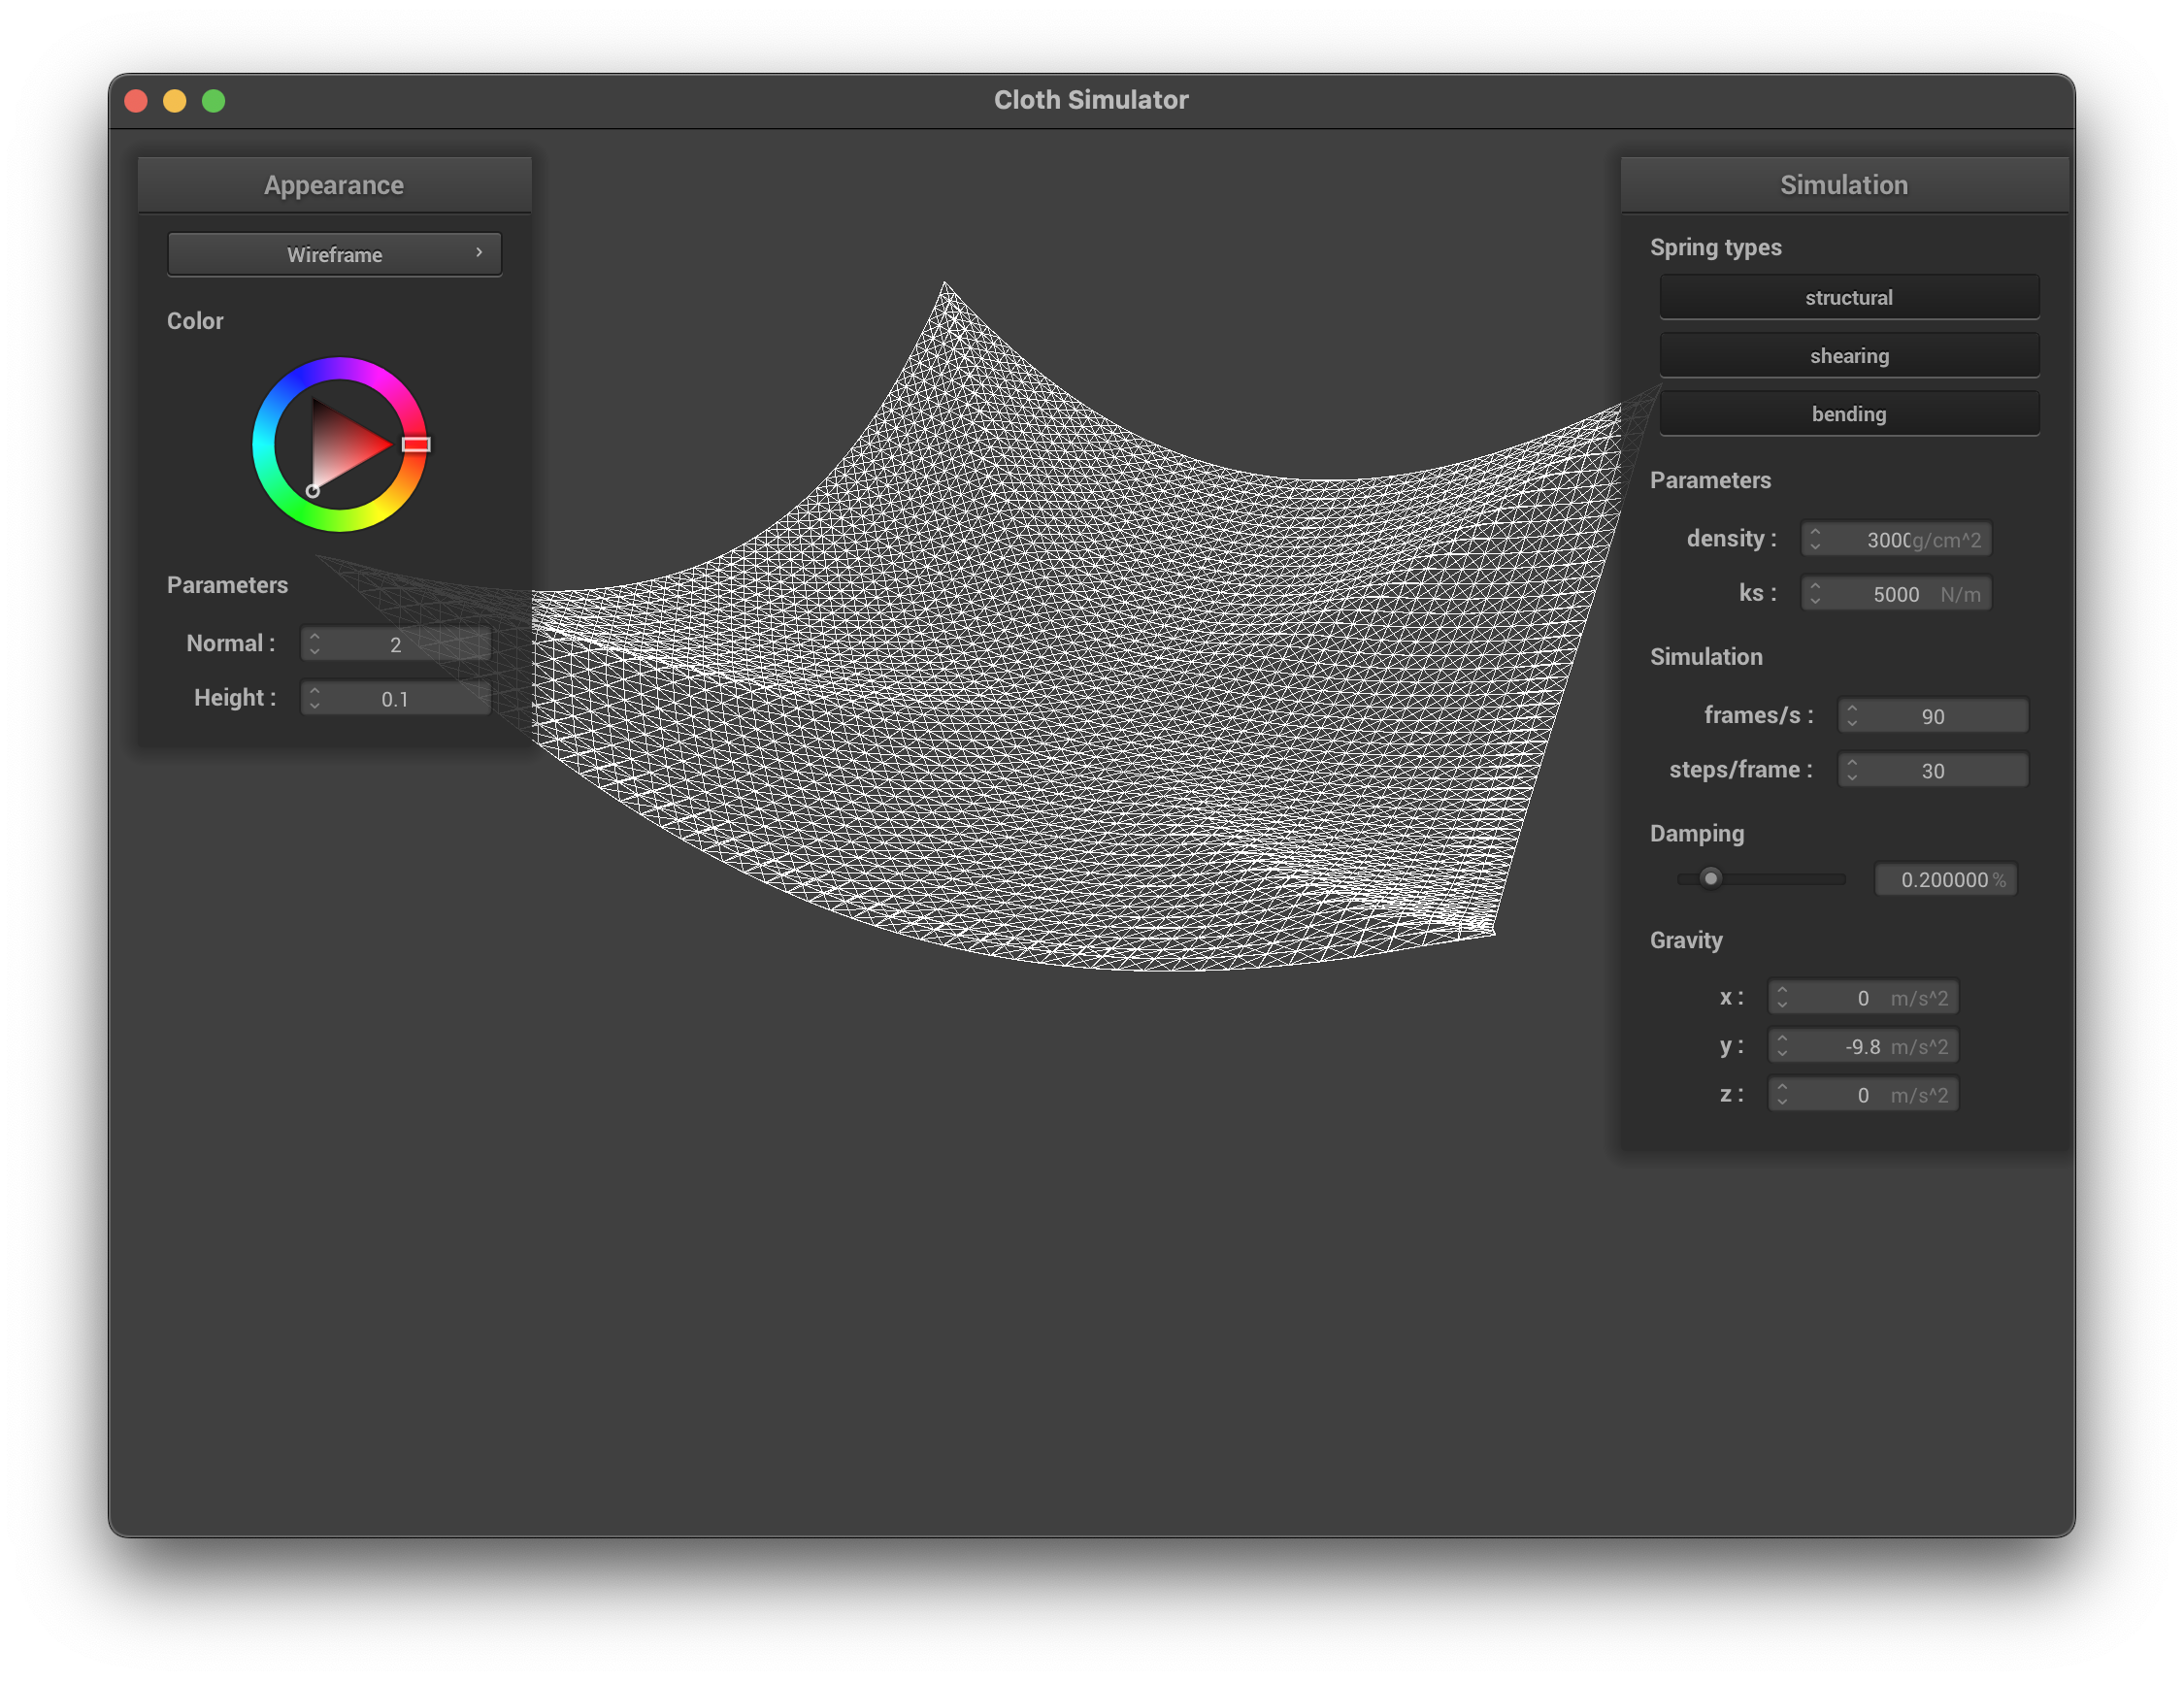 Cloth Simulator
Appearance
Wireframe
Color
Parameters
Normal : 2
Height : 0.1
Simulation
Spring types
structural
shearing
bending
Parameters
density : 3000 g/cm^2
ks : 5000 N/m
Simulation
frames/s : 90
steps/frame : 30
Damping
0.200000 %
Gravity
x : 0 m/s^2
y : -9.8 m/s^2
z : 0 m/s^2